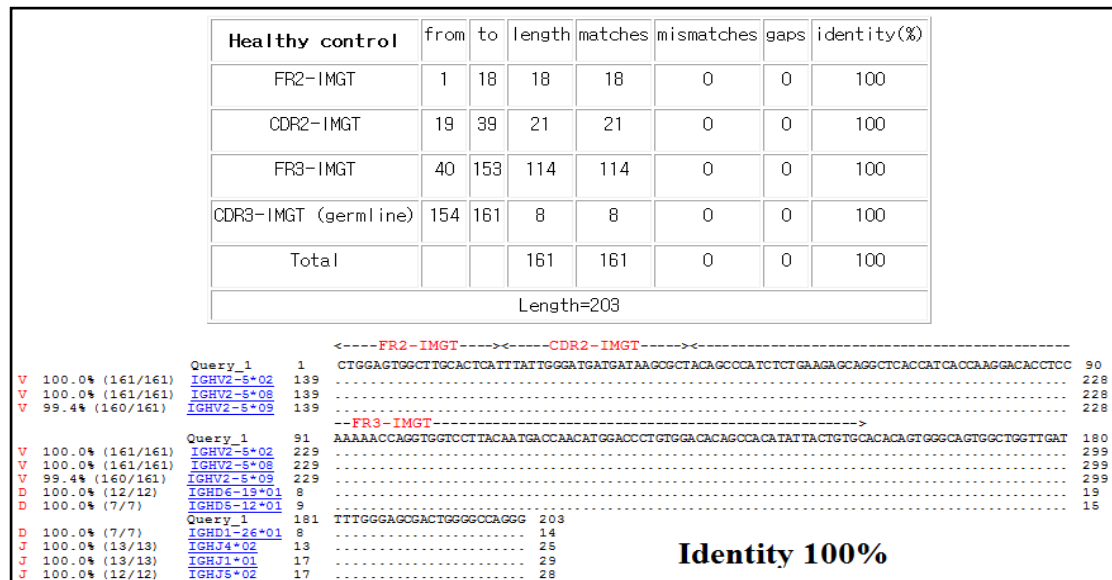 Healthy control from to length matches mismatches gaps identity(%)
FR2-IMGT 1 18 18 18 0 0 100
CDR2-IMGT 19 39 21 21 0 0 100
FR3-IMGT 40 153 114 114 0 0 100
CDR3-IMGT (germline) 154 161 8 8 0 0 100
Total 161 161 0 0 100
Length=203
<----FR2-IMGT----><-----CDR2-IMGT-----><--------------------------------------------------
Query_1 1 CTGGAGTGGCTTGCACTCATTTATTGGGATGATGATAAGCGCTACAGCCCATCTCTGAAGAGCAGGCTCACCATCACCAAGGACACCTCC 90
V 100.0% (161/161) IGHV2-5*02 139 .......................................................................................... 228
V 100.0% (161/161) IGHV2-5*08 139 .......................................................................................... 228
V 99.4% (160/161) IGHV2-5*09 139 .......................................................................................... 228
--FR3-IMGT---------------------------------------------------->
Query_1 91 AAAAACCAGGTGGTCCTTACAATGACCAACATGGACCCTGTGGACACAGCCACATATTACTGTGCACACAGTGGGCAGTGGCTGGTTGAT 180
V 100.0% (161/161) IGHV2-5*02 229 .......................................................................................... 299
V 100.0% (161/161) IGHV2-5*08 229 .......................................................................................... 299
V 99.4% (160/161) IGHV2-5*09 229 .......................................................................................... 299
D 100.0% (12/12) IGHD6-19*01 8 .......................................................................................... 19
D 100.0% (7/7) IGHD5-12*01 9 .......................................................................................... 15
Query_1 181 TTTGGGAGCGACTGGGGCCAGGG 203
D 100.0% (7/7) IGHD1-26*01 8 ....................... 14
J 100.0% (13/13) IGHJ4*02 13 ....................... 25
J 100.0% (13/13) IGHJ1*01 17 ....................... 29
J 100.0% (12/12) IGHJ5*02 17 ....................... 28
Identity 100%